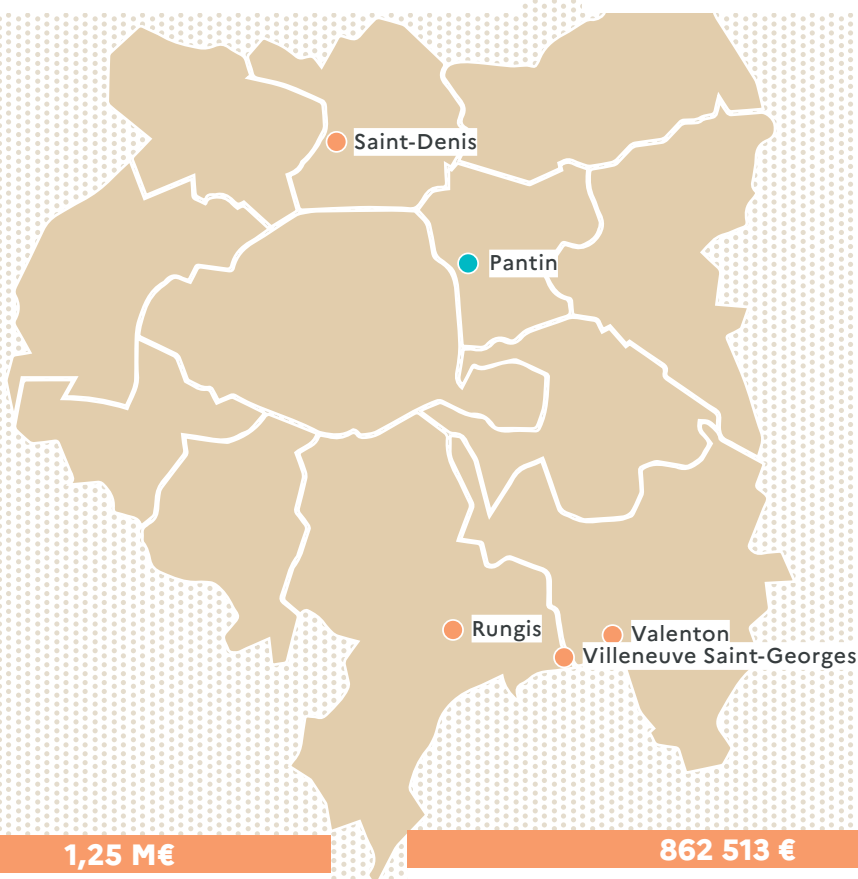 Saint-Denis
Pantin
Rungis
Valenton
Villeneuve Saint-Georges
1,25 M€
862 513 €